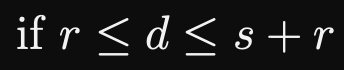 if r ≤ d ≤ s + r